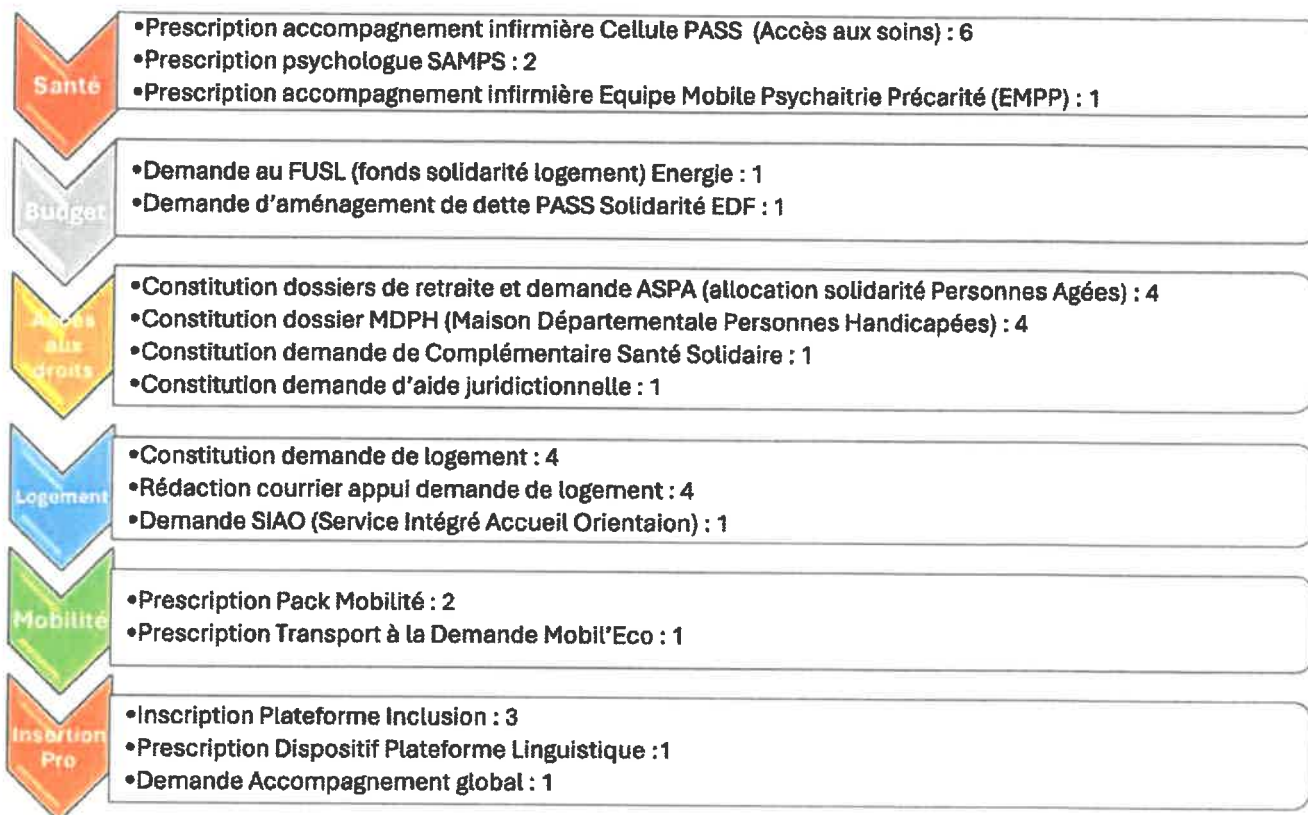 Santé
•Prescription accompagnement infirmière Cellule PASS (Accès aux soins) : 6
•Prescription psychologue SAMPS : 2
•Prescription accompagnement infirmière Equipe Mobile Psychaitrie Précarité (EMPP) : 1
Budget
•Demande au FUSL (fonds solidarité logement) Energie : 1
•Demande d'aménagement de dette PASS Solidarité EDF : 1
Accès
aux
droits
•Constitution dossiers de retraite et demande ASPA (allocation solidarité Personnes Agées) : 4
•Constitution dossier MDPH (Maison Départementale Personnes Handicapées) : 4
•Constitution demande de Complémentaire Santé Solidaire : 1
•Constitution demande d'aide juridictionnelle : 1
Logement
•Constitution demande de logement : 4
•Rédaction courrier appui demande de logement : 4
•Demande SIAO (Service Intégré Accueil Orientaion) : 1
Mobilité
•Prescription Pack Mobilité : 2
•Prescription Transport à la Demande Mobil'Eco : 1
Insertion
Pro
•Inscription Plateforme Inclusion : 3
•Prescription Dispositif Plateforme Linguistique :1
•Demande Accompagnement global : 1